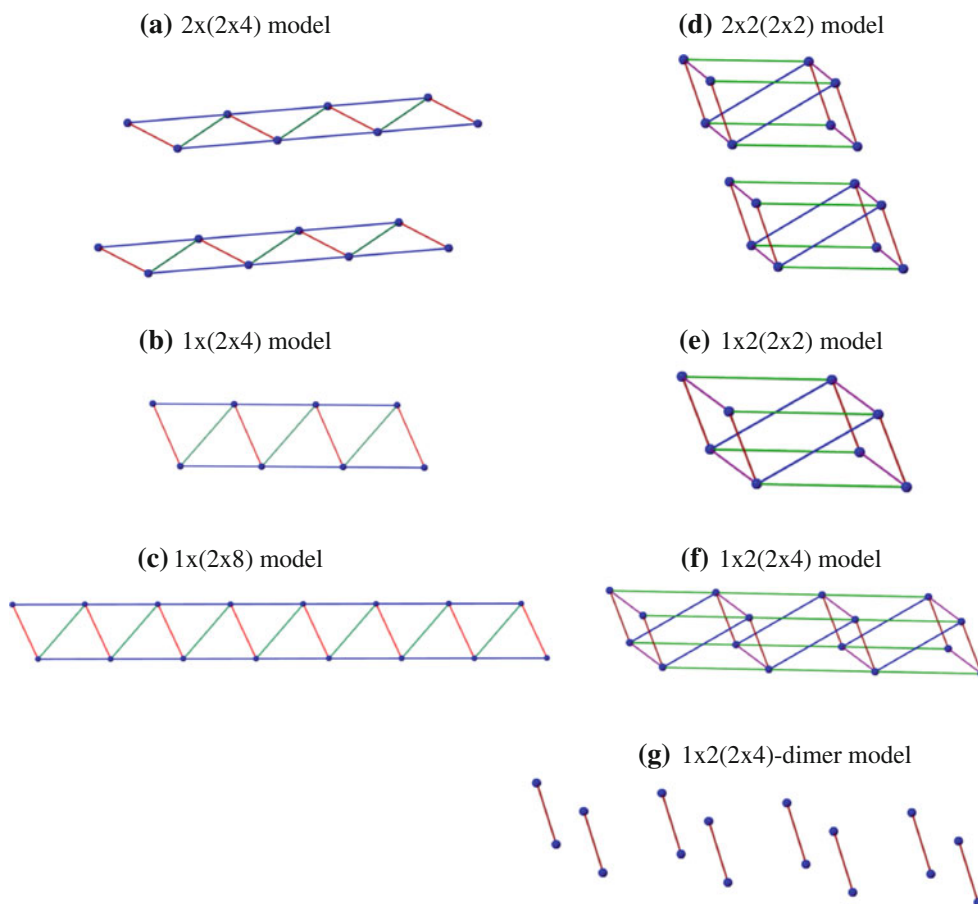 (a) 2x(2x4) model
(d) 2x2(2x2) model
(b) 1x(2x4) model
(e) 1x2(2x2) model
(c) 1x(2x8) model
(f) 1x2(2x4) model
(g) 1x2(2x4)-dimer model